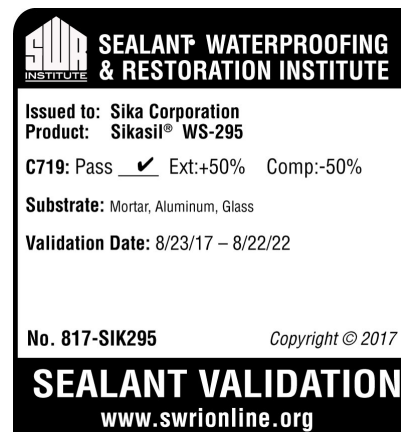 SWR
INSTITUTE
SEALANT• WATERPROOFING
& RESTORATION INSTITUTE
Issued to: Sika Corporation
Product: Sikasil® WS-295
C719: Pass ✔ Ext:+50% Comp:-50%
Substrate: Mortar, Aluminum, Glass
Validation Date: 8/23/17 – 8/22/22
No. 817-SIK295 Copyright © 2017
SEALANT VALIDATION
www.swrionline.org